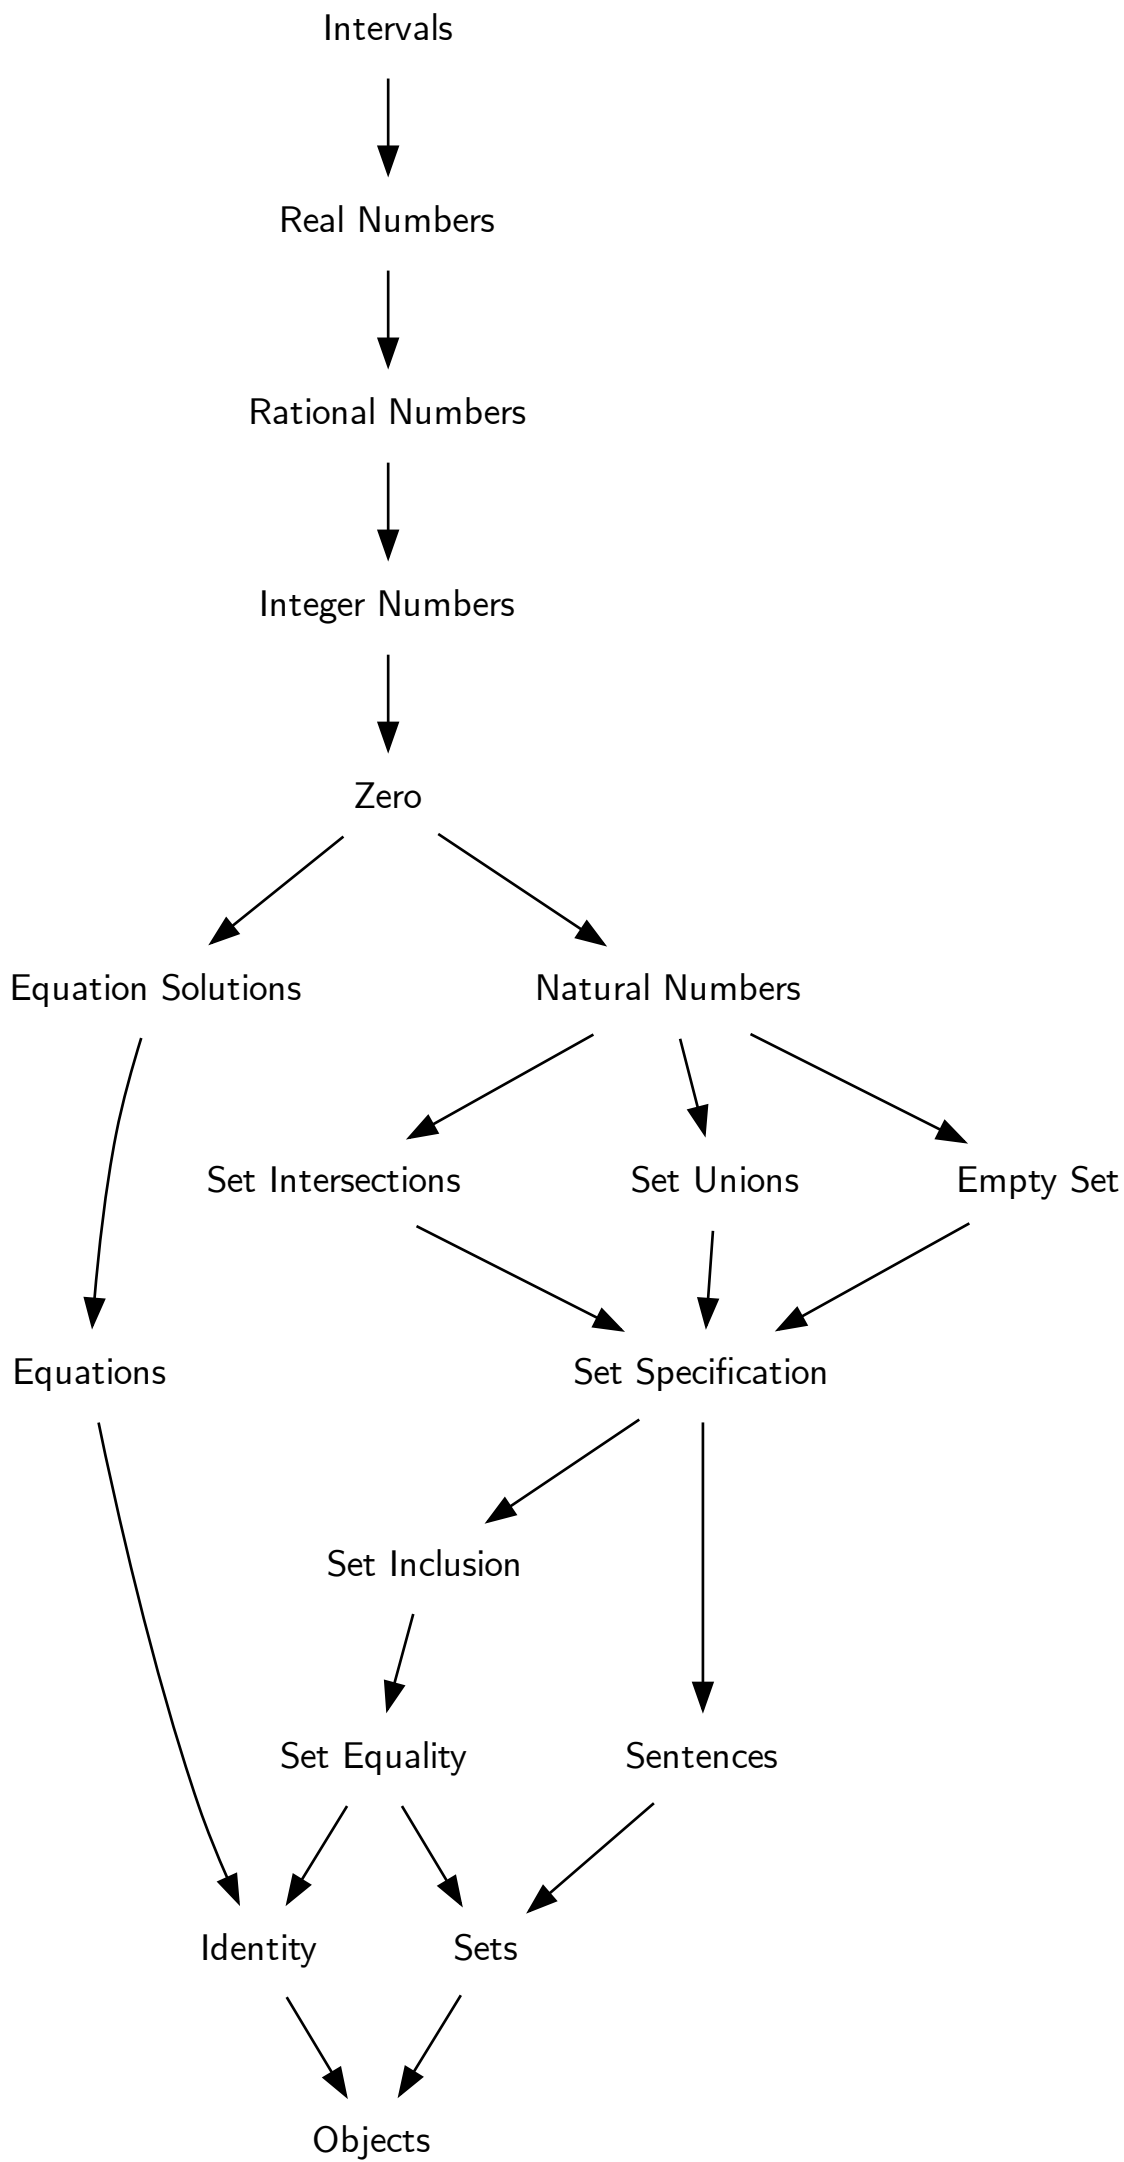 Intervals
Real Numbers
Rational Numbers
Integer Numbers
Zero
Equation Solutions
Natural Numbers
Set Intersections
Set Unions
Empty Set
Equations
Set Specification
Set Inclusion
Set Equality
Sentences
Identity
Sets
Objects